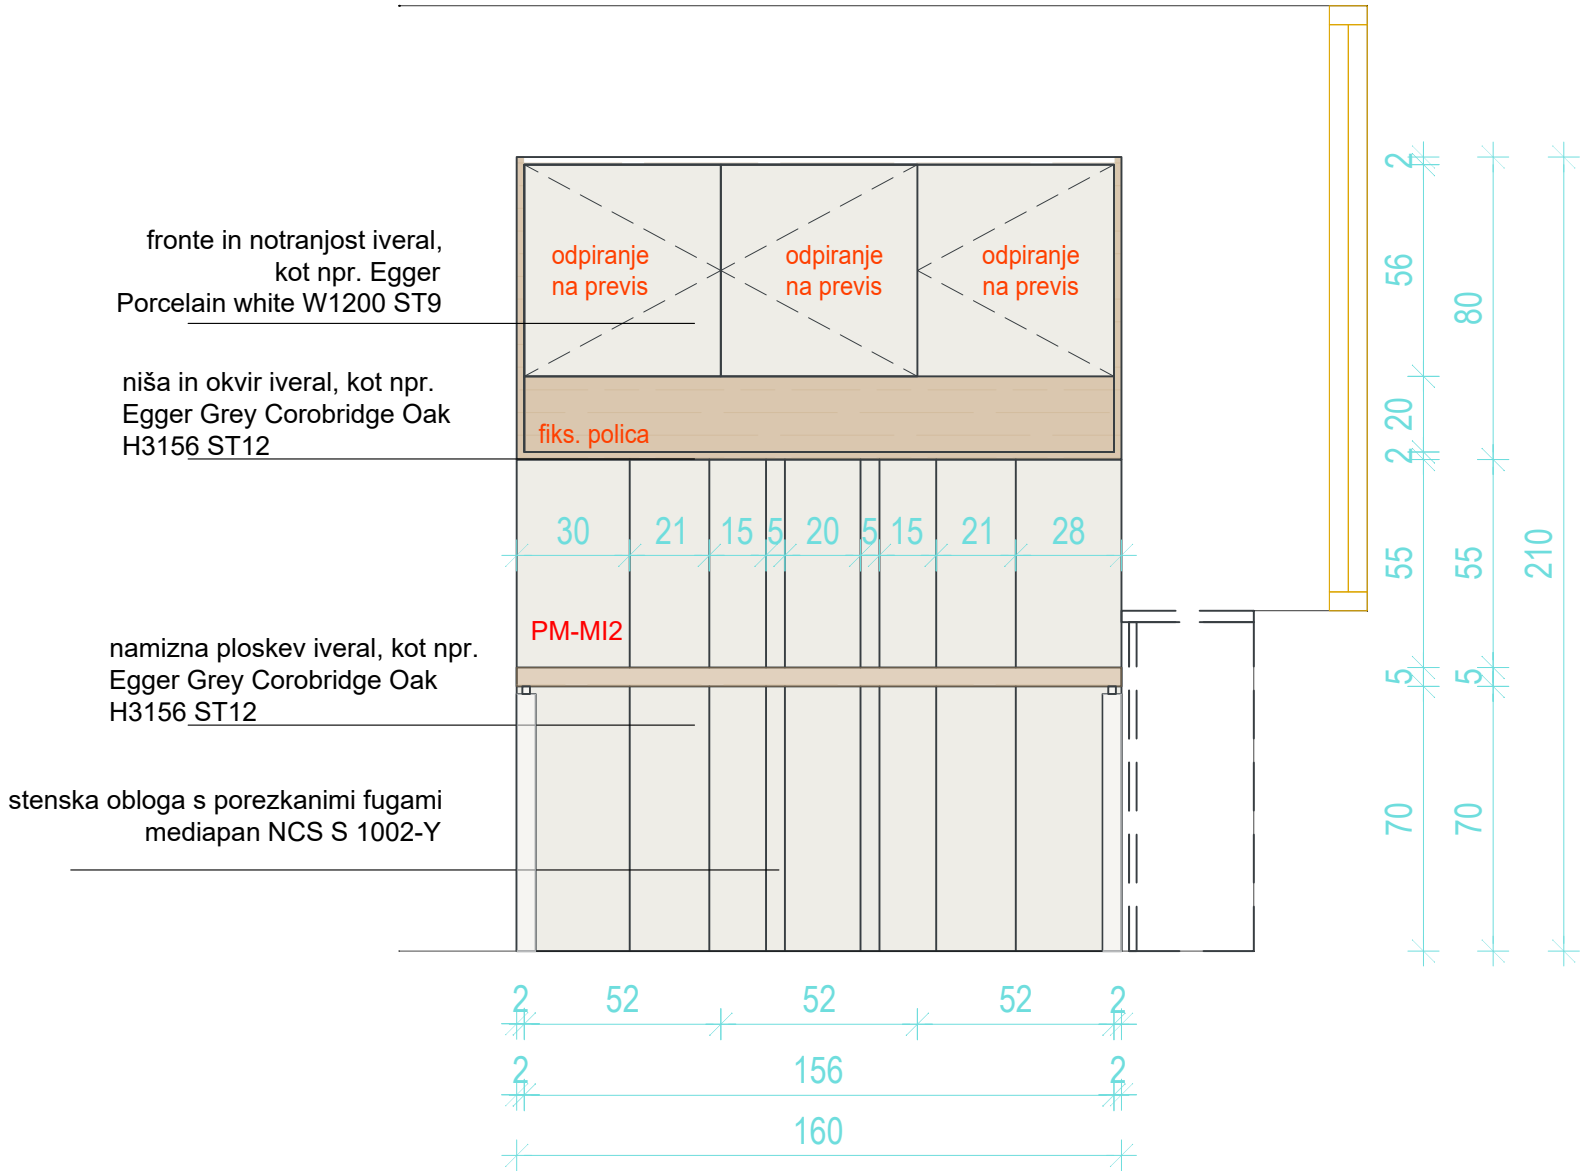 fronte in notranjost iveral,
kot npr. Egger
Porcelain white W1200 ST9
niša in okvir iveral, kot npr.
Egger Grey Corobridge Oak
H3156 ST12
namizna ploskev iveral, kot npr.
Egger Grey Corobridge Oak
H3156 ST12
stenska obloga s porezkanimi fugami
mediapan NCS S 1002-Y
odpiranje
na previs
odpiranje
na previs
odpiranje
na previs
fiks. polica
30 21 15 5 20 5 15 21 28
PM-MI2
2 52 52 52 2
2 156 2
160
2
56
20
2
55
5
70
80
55
5
70
210